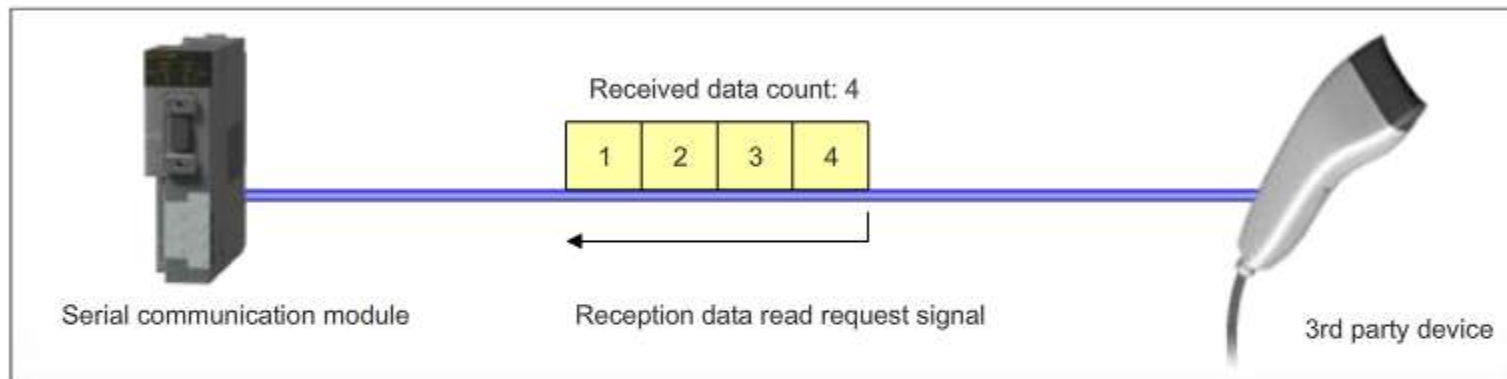 Received data count: 4
1 2 3 4
Serial communication module
Reception data read request signal
3rd party device